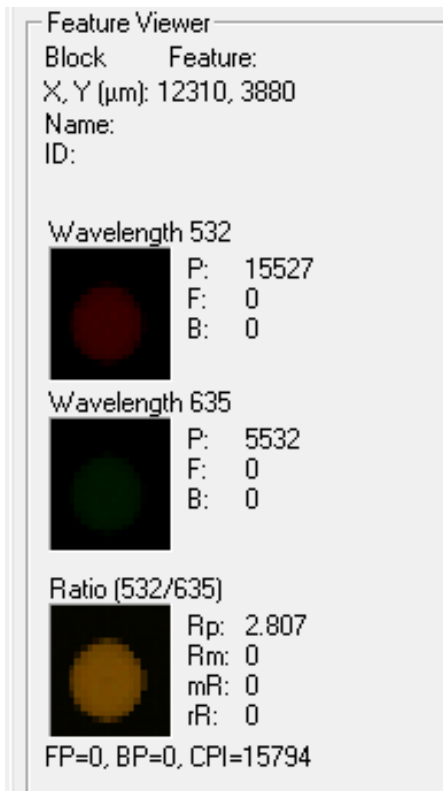 Feature Viewer
Block Feature:
X, Y (µm): 12310, 3880
Name:
ID:
Wavelength 532
P: 15527
F: 0
B: 0
Wavelength 635
P: 5532
F: 0
B: 0
Ratio (532/635)
Rp: 2.807
Rm: 0
mR: 0
rR: 0
FP=0, BP=0, CPI=15794